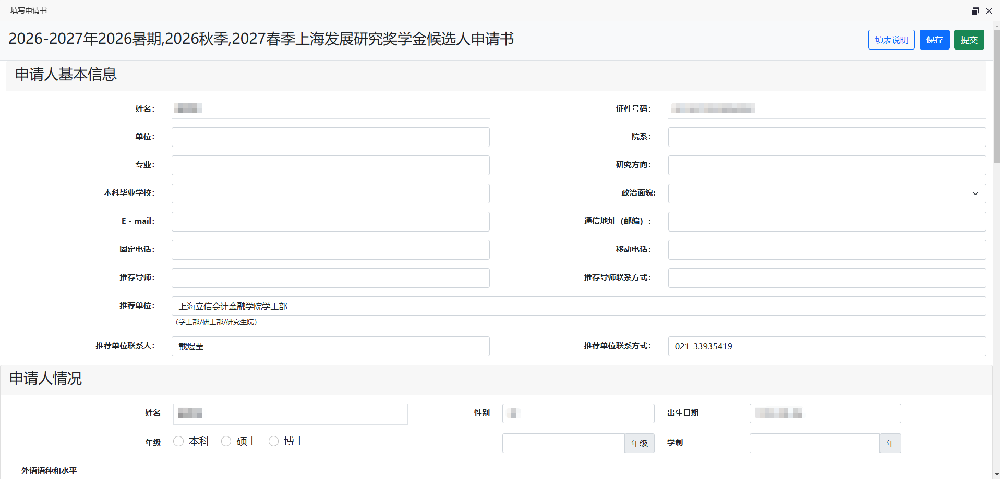 填写申请书
2026-2027年2026暑期,2026秋季,2027春季上海发展研究奖学金候选人申请书
填表说明 保存 提交
申请人基本信息
姓名： 证件号码：
单位： 院系：
专业： 研究方向：
本科毕业学校： 政治面貌:
E - mail： 通信地址（邮编）：
固定电话： 移动电话：
推荐导师： 推荐导师联系方式：
推荐单位： 上海立信会计金融学院学工部
（学工部/研工部/研究生院）
推荐单位联系人： 戴煜莹 推荐单位联系方式： 021-33935419
申请人情况
姓名 性别 出生日期
年级 本科 硕士 博士 年级 学制 年
外语语种和水平